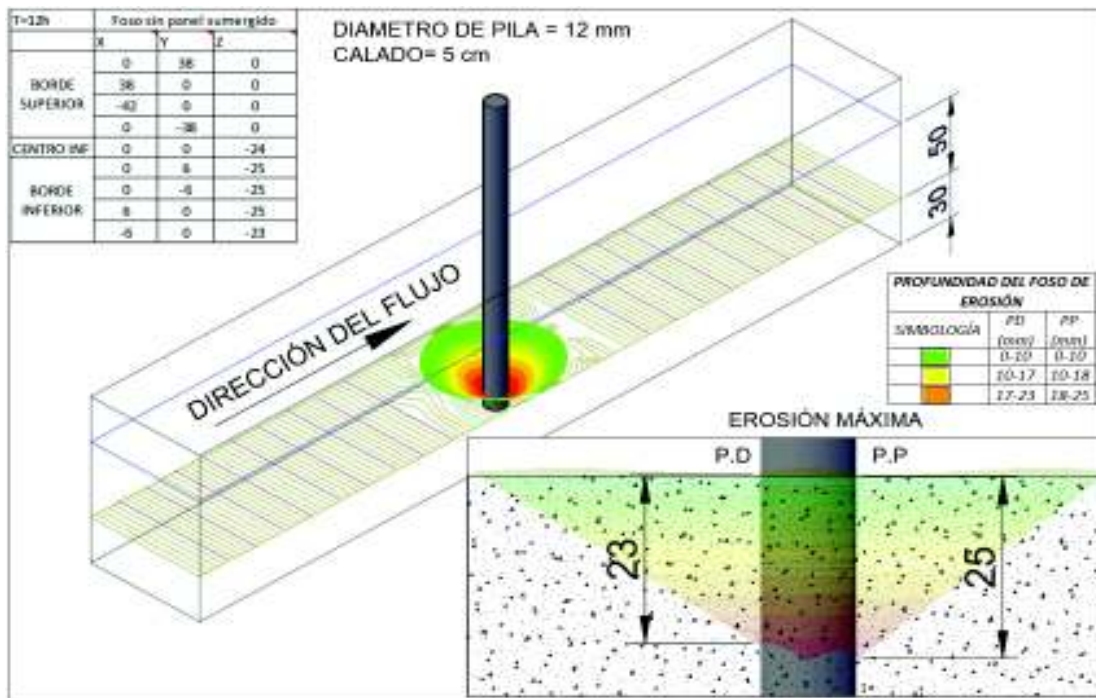 T=12h Foso sin panel sumergido
X Y Z
BORDE SUPERIOR
0 38 0
38 0 0
-42 0 0
0 -38 0
CENTRO INF 0 0 -24
BORDE INFERIOR
0 6 -25
0 -6 -25
6 0 -25
-6 0 -23
DIAMETRO DE PILA = 12 mm
CALADO= 5 cm
50
30
DIRECCIÓN DEL FLUJO
PROFUNDIDAD DEL FOSO DE
EROSIÓN
SIMBOLOGÍA PD (mm) PP (mm)
0-10 0-10
10-17 10-18
17-23 18-25
EROSIÓN MÁXIMA
P.D P.P
23
25